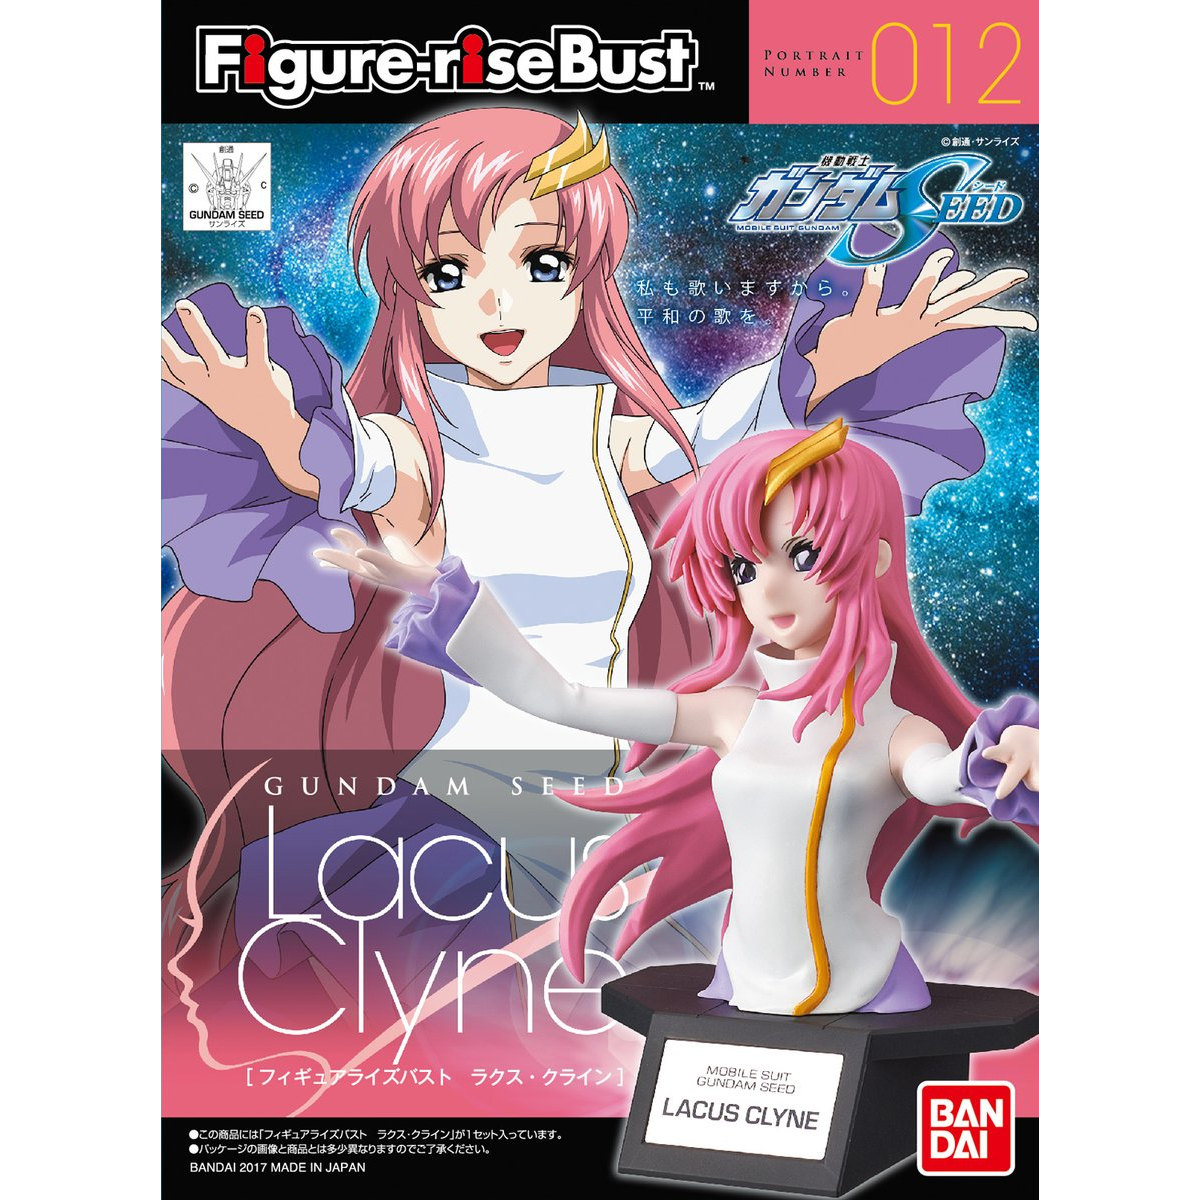 Figure-riseBust™
PORTRAIT
NUMBER
012
©創通・サンライズ
創通
© C
GUNDAM SEED
サンライズ
機動戦士
ガンダムSEED
シード
MOBILE SUIT GUNDAM
私も歌いますから。
平和の歌を。
GUNDAM SEED
Lacus
Clyne
[フィギュアライズバスト ラクス・クライン]
MOBILE SUIT
GUNDAM SEED
LACUS CLYNE
●この商品には「フィギュアライズバスト ラクス・クライン」が1セット入っています。
●パッケージの画像と商品とは多少異なりますのでご了承ください。
BANDAI 2017 MADE IN JAPAN
BAN
DAI